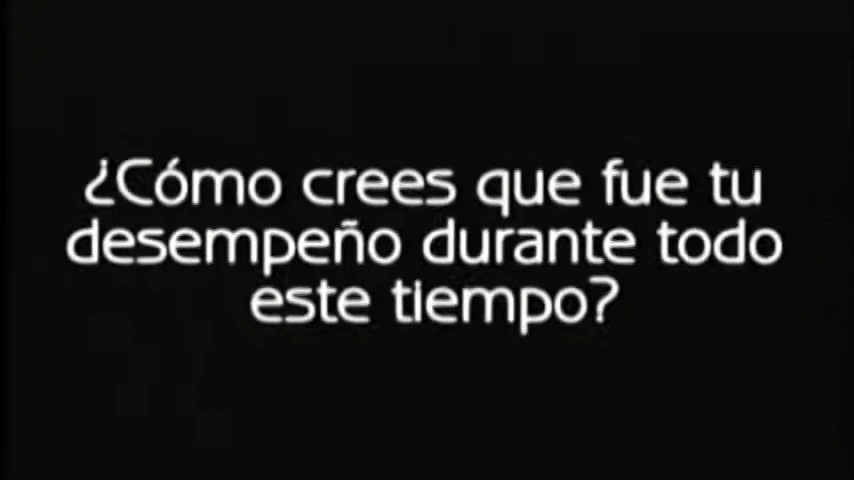 ¿Cómo crees que fue tu
desempeño durante todo
este tiempo?